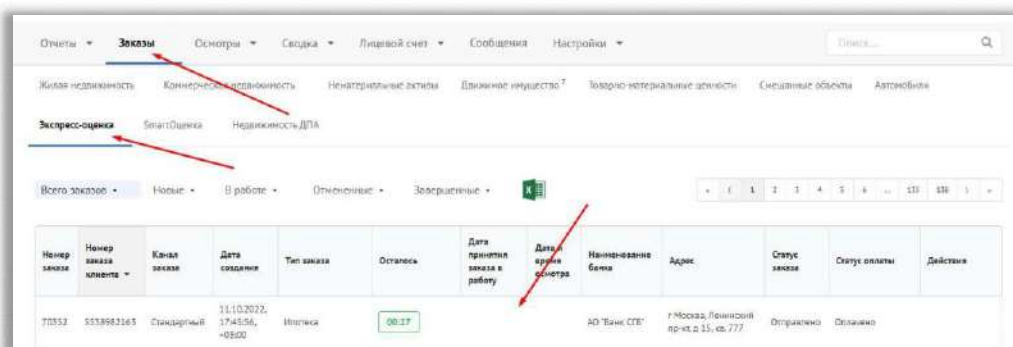 Отчеты Заказы Осмотры Сводка Лицевой счет Сообщения Настройки Поиск...
Жилая недвижимость Коммерческая недвижимость Нематериальные активы Движимое имущество 7 Товарно-материальные ценности Смешанные объекты Автомобили
Экспресс-оценка SmartОценка Недвижимость ДПА
Всего заказов Новые В работе Отмененные Завершенные 1 2 3 4 5 6 ...
Номер заказа Номер заказа клиента Канал заказа Дата создания Тип заказа Осталось Дата принятия заказа в работу Дата и время осмотра Наименование банка Адрес Статус заказа Статус оплаты Действия
70352 5538982165 Стандартный 11.10.2022, 17:45:56, +03:00 Ипотека 00:27 АО "Банк СГБ" г Москва, Ленинский пр-кт, д 15, кв. 777 Отправлено Оплачено